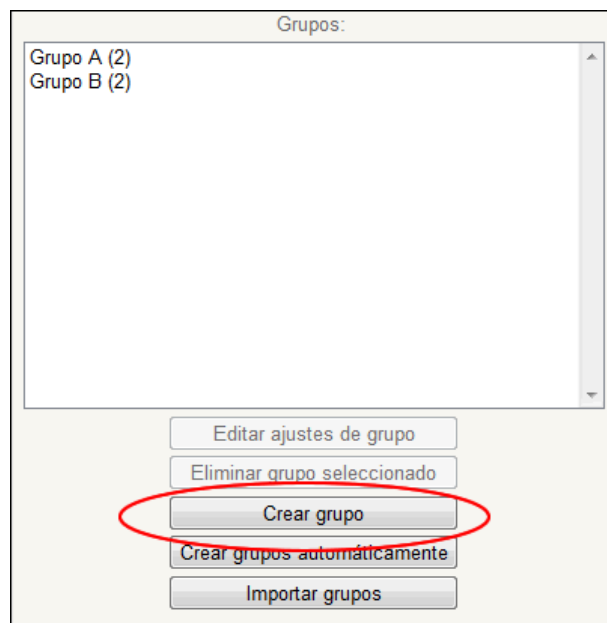 Grupos:
Grupo A (2)
Grupo B (2)
Editar ajustes de grupo
Eliminar grupo seleccionado
Crear grupo
Crear grupos automáticamente
Importar grupos